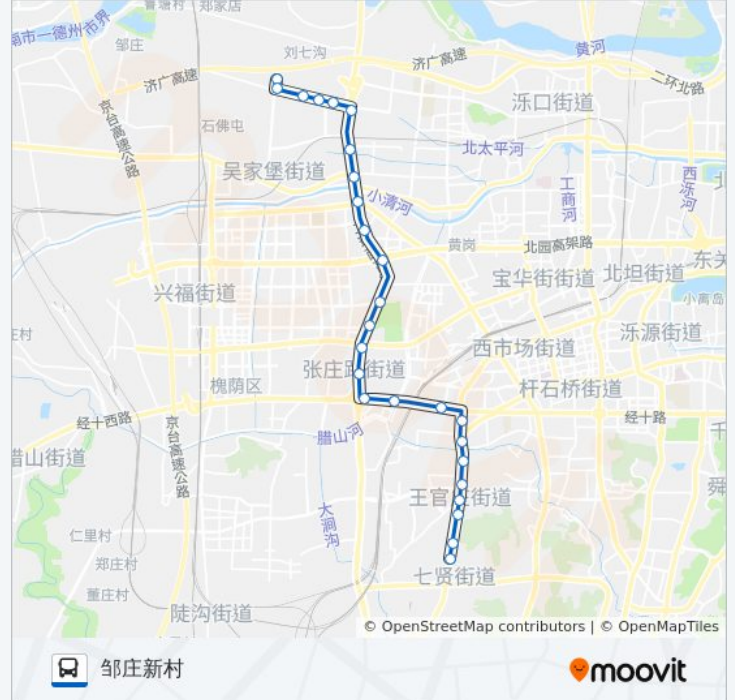 郑家店
南市一德州市界
邹庄
刘七沟
济广高速
黄河
济广高速
二环北路
泺口街道
京台高速公路
石佛屯
北太平河
吴家堡街道
工商河
西泺河
北
小清河
黄岗
北园高架路
东关
宝华街街道
北坦街道
兴福街道
小离岛
庄村
泺源街道
西市场街道
张庄路街道
槐荫区
杆石桥街道
经十西路
京台高速公路
经十路
千
腊山河
腊山街道
舜
王官庄街道
大涧沟
仁里村
郑庄村
七贤街道
董庄村
陡沟街道
© OpenStreetMap contributors | © OpenMapTiles
邹庄新村
moovit